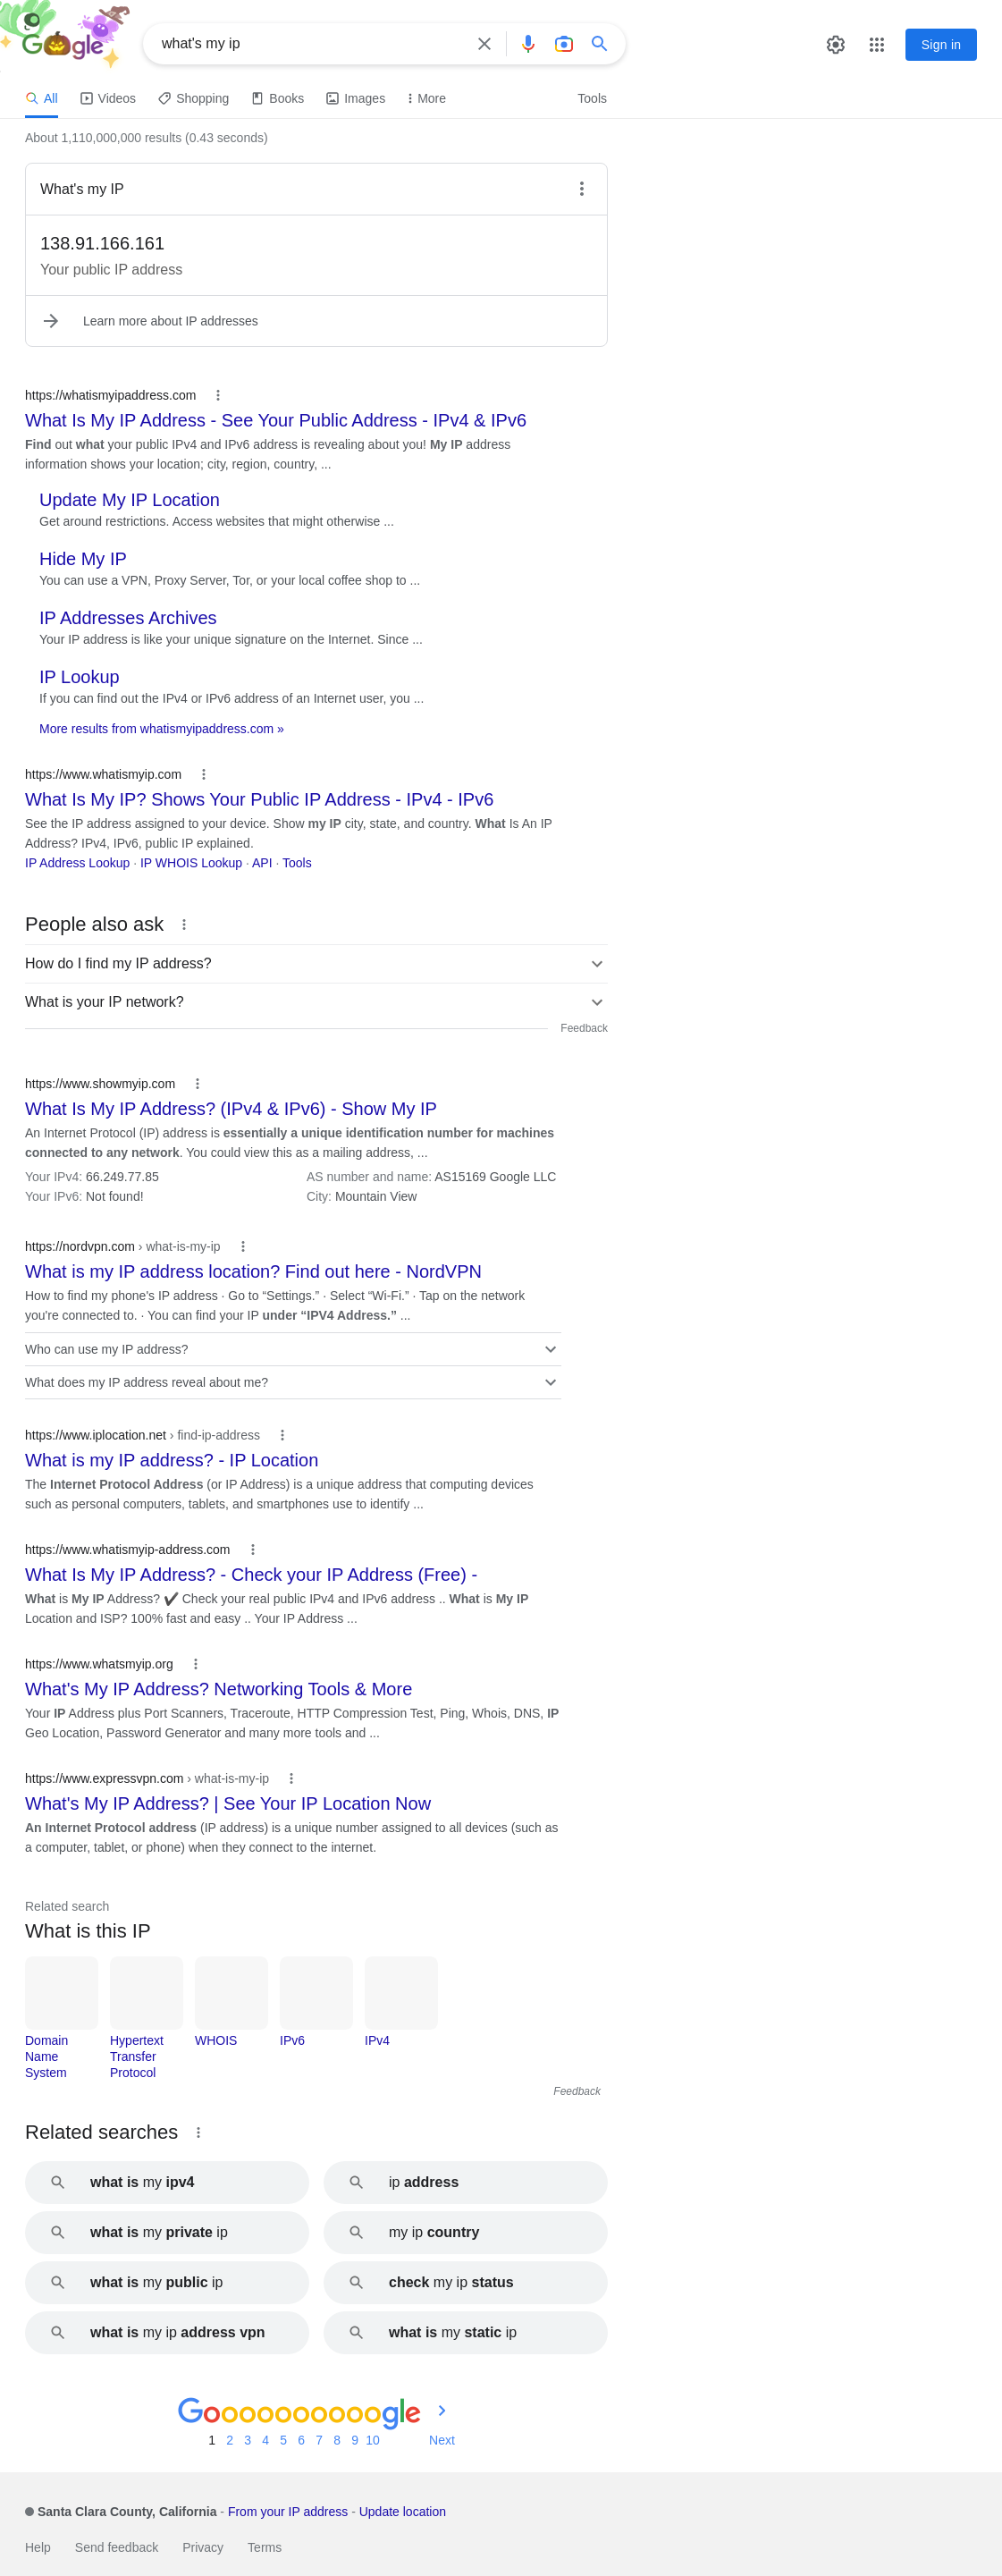 Google
what's my ip
Sign in
All
Videos
Shopping
Books
Images
More
Tools
About 1,110,000,000 results (0.43 seconds)
What's my IP
138.91.166.161
Your public IP address
Learn more about IP addresses
https://whatismyipaddress.com
What Is My IP Address - See Your Public Address - IPv4 & IPv6
Find out what your public IPv4 and IPv6 address is revealing about you! My IP address
information shows your location; city, region, country, ...
Update My IP Location
Get around restrictions. Access websites that might otherwise ...
Hide My IP
You can use a VPN, Proxy Server, Tor, or your local coffee shop to ...
IP Addresses Archives
Your IP address is like your unique signature on the Internet. Since ...
IP Lookup
If you can find out the IPv4 or IPv6 address of an Internet user, you ...
More results from whatismyipaddress.com »
https://www.whatismyip.com
What Is My IP? Shows Your Public IP Address - IPv4 - IPv6
See the IP address assigned to your device. Show my IP city, state, and country. What Is An IP
Address? IPv4, IPv6, public IP explained.
IP Address Lookup · IP WHOIS Lookup · API · Tools
People also ask
How do I find my IP address?
What is your IP network?
Feedback
https://www.showmyip.com
What Is My IP Address? (IPv4 & IPv6) - Show My IP
An Internet Protocol (IP) address is essentially a unique identification number for machines
connected to any network. You could view this as a mailing address, ...
Your IPv4: 66.249.77.85
AS number and name: AS15169 Google LLC
Your IPv6: Not found!
City: Mountain View
https://nordvpn.com › what-is-my-ip
What is my IP address location? Find out here - NordVPN
How to find my phone's IP address · Go to “Settings.” · Select “Wi-Fi.” · Tap on the network
you're connected to. · You can find your IP under “IPV4 Address.” ...
Who can use my IP address?
What does my IP address reveal about me?
https://www.iplocation.net › find-ip-address
What is my IP address? - IP Location
The Internet Protocol Address (or IP Address) is a unique address that computing devices
such as personal computers, tablets, and smartphones use to identify ...
https://www.whatismyip-address.com
What Is My IP Address? - Check your IP Address (Free) -
What is My IP Address? ✔️ Check your real public IPv4 and IPv6 address .. What is My IP
Location and ISP? 100% fast and easy .. Your IP Address ...
https://www.whatsmyip.org
What's My IP Address? Networking Tools & More
Your IP Address plus Port Scanners, Traceroute, HTTP Compression Test, Ping, Whois, DNS, IP
Geo Location, Password Generator and many more tools and ...
https://www.expressvpn.com › what-is-my-ip
What's My IP Address? | See Your IP Location Now
An Internet Protocol address (IP address) is a unique number assigned to all devices (such as
a computer, tablet, or phone) when they connect to the internet.
Related search
What is this IP
Domain
Name
System
Hypertext
Transfer
Protocol
WHOIS
IPv6
IPv4
Feedback
Related searches
what is my ipv4
ip address
what is my private ip
my ip country
what is my public ip
check my ip status
what is my ip address vpn
what is my static ip
Goooooooooogle
1 2 3 4 5 6 7 8 9 10 Next
Santa Clara County, California - From your IP address - Update location
Help Send feedback Privacy Terms